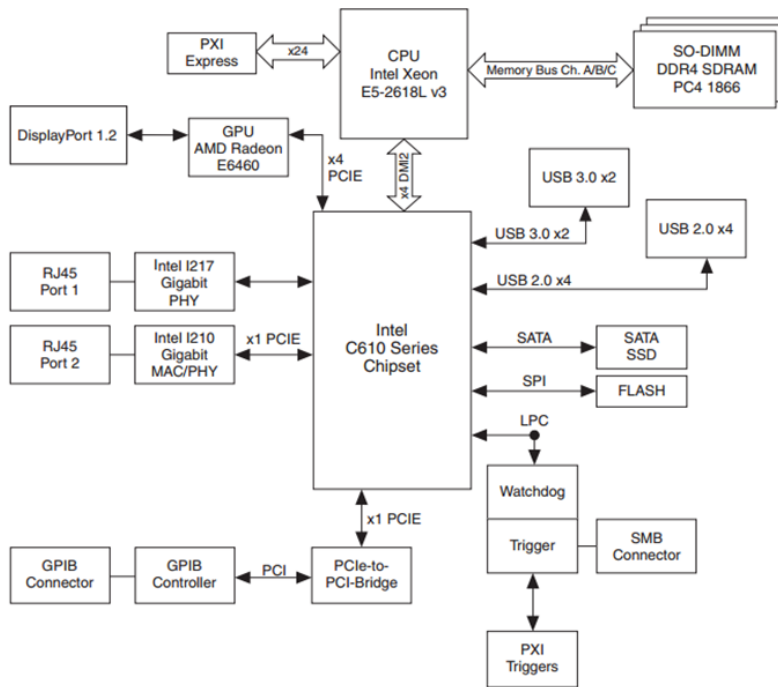 PXI
Express
x24
CPU
Intel Xeon
E5-2618L v3
Memory Bus Ch. A/B/C
SO-DIMM
DDR4 SDRAM
PC4 1866
DisplayPort 1.2
GPU
AMD Radeon
E6460
x4
PCIE
x4 DMI2
USB 3.0 x2
USB 3.0 x2
USB 2.0 x4
USB 2.0 x4
RJ45
Port 1
Intel I217
Gigabit
PHY
RJ45
Port 2
Intel I210
Gigabit
MAC/PHY
x1 PCIE
Intel
C610 Series
Chipset
SATA
SATA
SSD
SPI
FLASH
LPC
Watchdog
Trigger
SMB
Connector
x1 PCIE
GPIB
Connector
GPIB
Controller
PCI
PCIe-to-
PCI-Bridge
PXI
Triggers